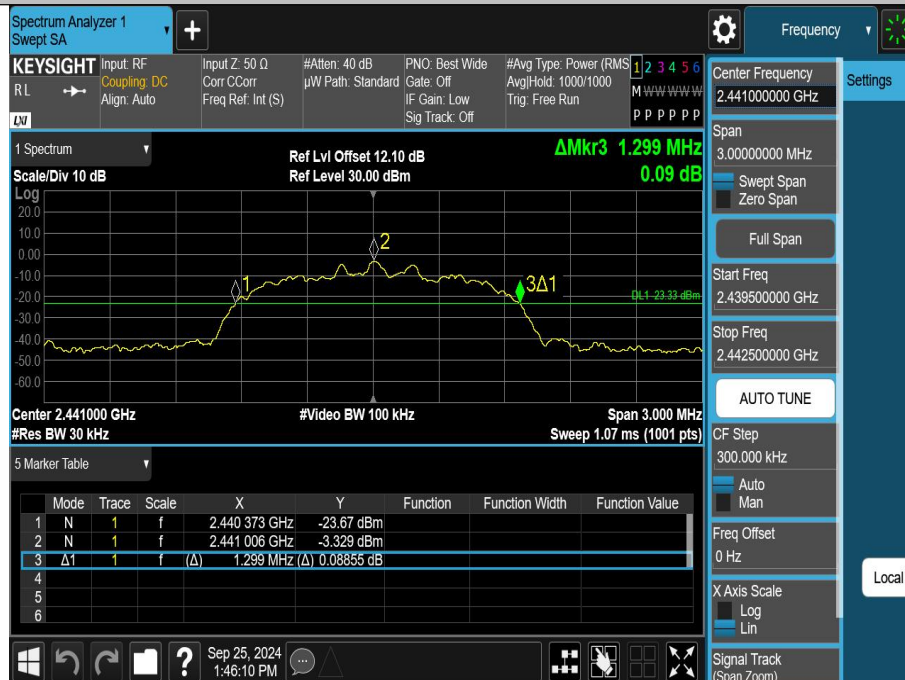 Spectrum Analyzer 1
Swept SA
+
Frequency
KEYSIGHT
RL
LXI
Input: RF
Coupling: DC
Align: Auto
Input Z: 50 Ω
Corr CCorr
Freq Ref: Int (S)
#Atten: 40 dB
µW Path: Standard
PNO: Best Wide
Gate: Off
IF Gain: Low
Sig Track: Off
#Avg Type: Power (RMS
Avg|Hold: 1000/1000
Trig: Free Run
1 2 3 4 5 6
M W W W W W
P P P P P P
1 Spectrum
Scale/Div 10 dB
Ref Lvl Offset 12.10 dB
Ref Level 30.00 dBm
ΔMkr3 1.299 MHz
0.09 dB
Log
20.0
10.0
0.00
-10.0
-20.0
-30.0
-40.0
-50.0
-60.0
1
2
3Δ1
DL1 -23.33 dBm
Center 2.441000 GHz
#Video BW 100 kHz
Span 3.000 MHz
#Res BW 30 kHz
Sweep 1.07 ms (1001 pts)
5 Marker Table
Mode Trace Scale X Y Function Function Width Function Value
1 N 1 f 2.440 373 GHz -23.67 dBm
2 N 1 f 2.441 006 GHz -3.329 dBm
3 Δ1 1 f (Δ) 1.299 MHz (Δ) 0.08855 dB
4
5
6
?
Sep 25, 2024
1:46:10 PM
Center Frequency
2.441000000 GHz
Span
3.00000000 MHz
Swept Span
Zero Span
Full Span
Start Freq
2.439500000 GHz
Stop Freq
2.442500000 GHz
AUTO TUNE
CF Step
300.000 kHz
Auto
Man
Freq Offset
0 Hz
X Axis Scale
Log
Lin
Signal Track
(Span Zoom)
Settings
Local